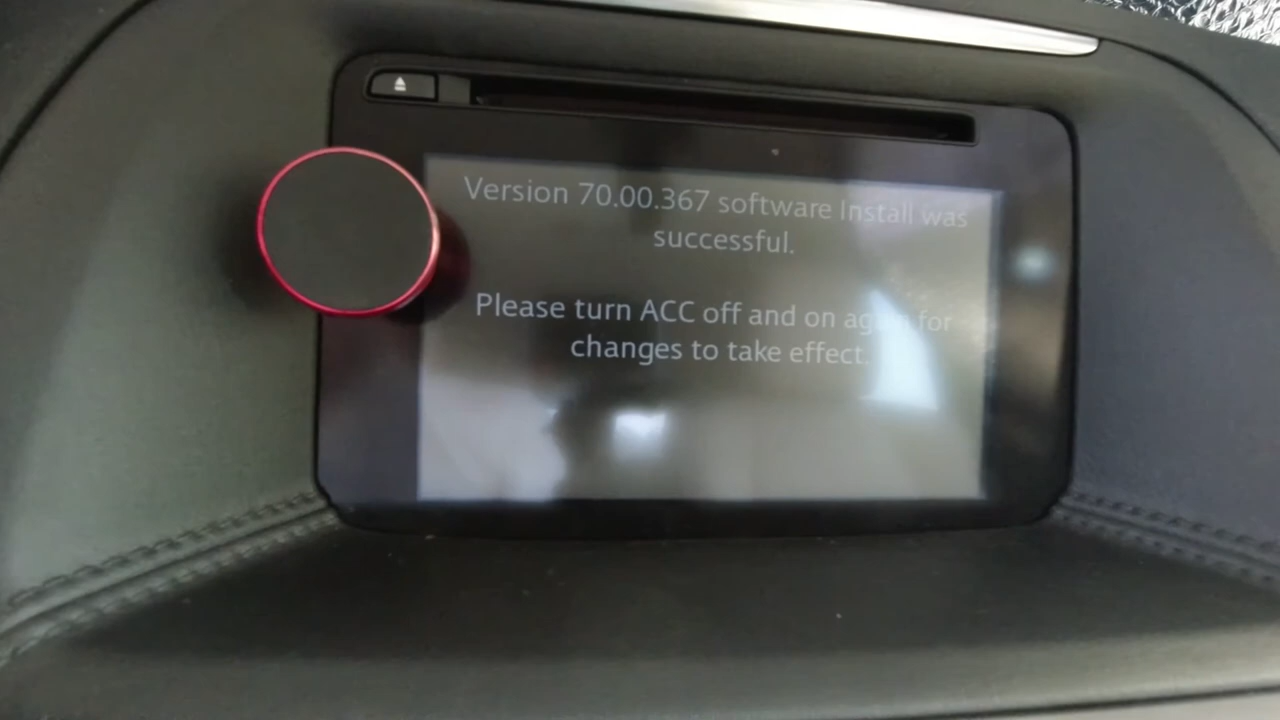 Version 70.00.367 software Install was
successful.
Please turn ACC off and on again for
changes to take effect.